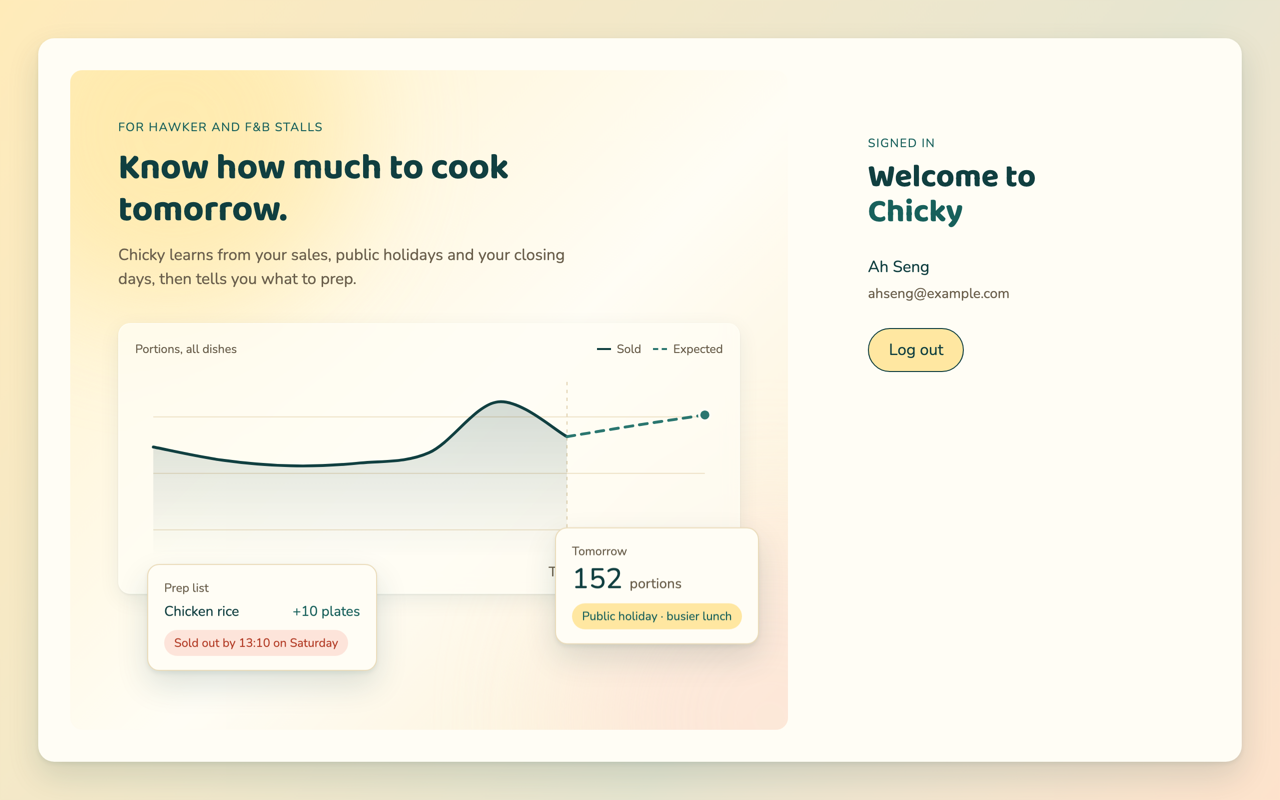 FOR HAWKER AND F&B STALLS
Know how much to cook
tomorrow.
Chicky learns from your sales, public holidays and your closing
days, then tells you what to prep.
Portions, all dishes
Sold
Expected
Prep list
Chicken rice +10 plates
Sold out by 13:10 on Saturday
Tomorrow
152 portions
Public holiday · busier lunch
SIGNED IN
Welcome to
Chicky
Ah Seng
ahseng@example.com
Log out